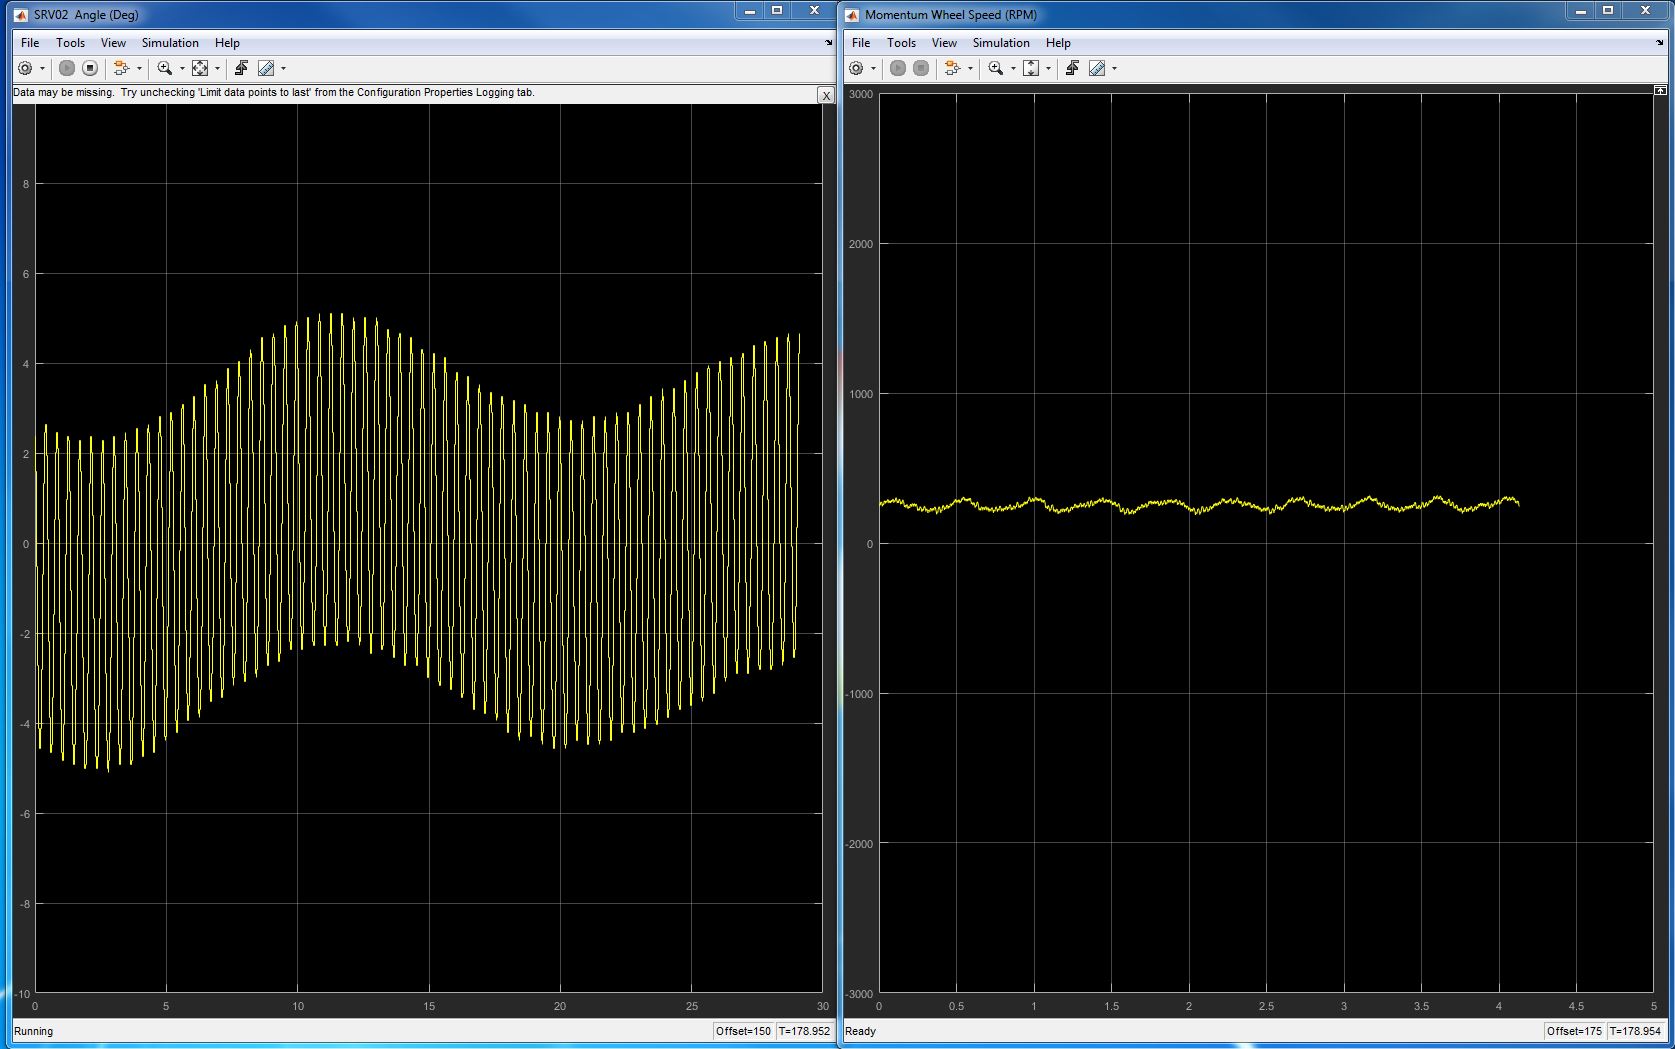 SRV02  Angle (Deg)
File Tools View Simulation Help
Data may be missing.  Try unchecking 'Limit data points to last' from the Configuration Properties Logging tab.
X
8
6
4
2
0
-2
-4
-6
-8
-10
0 5 10 15 20 25 30
Running Offset=150 T=178.952
Momentum Wheel Speed (RPM)
File Tools View Simulation Help
3000
2000
1000
0
-1000
-2000
-3000
0 0.5 1 1.5 2 2.5 3 3.5 4 4.5 5
Ready Offset=175 T=178.954